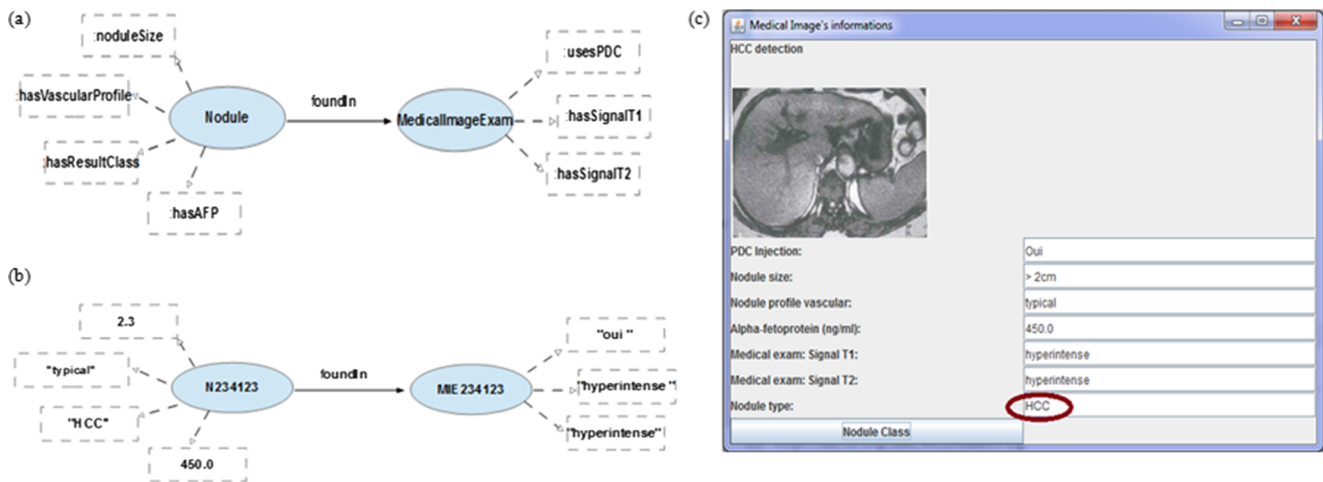 (a)
:noduleSize
:hasVascularProfile
:hasResultClass
:hasAFP
Nodule
foundIn
MedicalImageExam
:usesPDC
:hasSignalT1
:hasSignalT2
(b)
2.3
"typical"
"HCC"
450.0
N234123
foundIn
MIE234123
"oui "
"hyperintense "
"hyperintense"
(c)
Medical Image's informations
HCC detection
PDC Injection: Oui
Nodule size: > 2cm
Nodule profile vascular: typical
Alpha-fetoprotein (ng/ml): 450.0
Medical exam: Signal T1: hyperintense
Medical exam: Signal T2: hyperintense
Nodule type: HCC
Nodule Class